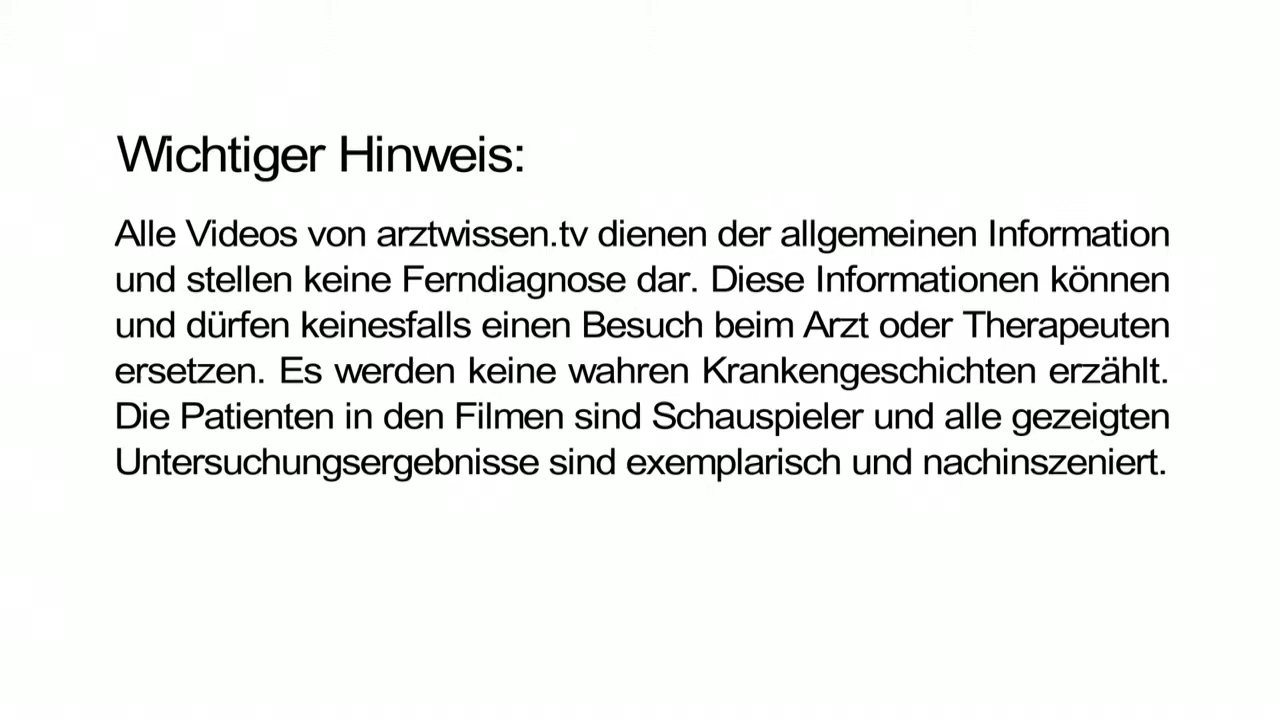 Wichtiger Hinweis:
Alle Videos von arztwissen.tv dienen der allgemeinen Information
und stellen keine Ferndiagnose dar. Diese Informationen können
und dürfen keinesfalls einen Besuch beim Arzt oder Therapeuten
ersetzen. Es werden keine wahren Krankengeschichten erzählt.
Die Patienten in den Filmen sind Schauspieler und alle gezeigten
Untersuchungsergebnisse sind exemplarisch und nachinszeniert.